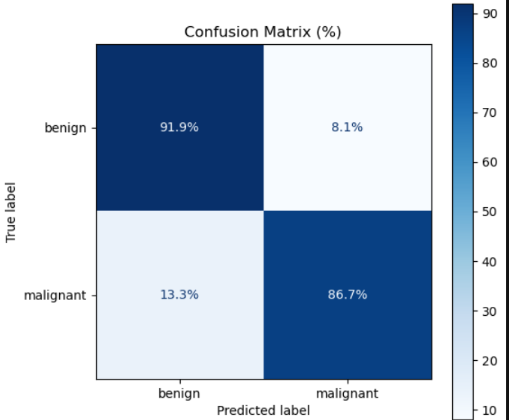 Confusion Matrix (%)
True label
benign
91.9%
8.1%
malignant
13.3%
86.7%
benign
malignant
Predicted label
90
80
70
60
50
40
30
20
10